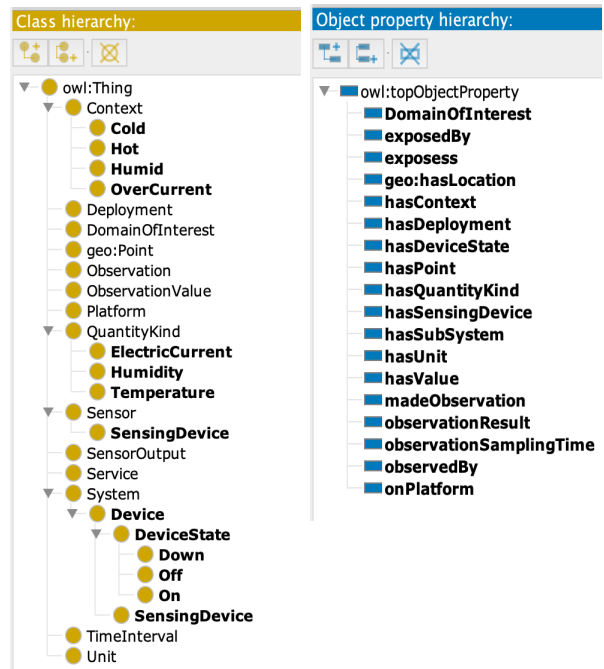 Class hierarchy:
owl:Thing
Context
Cold
Hot
Humid
OverCurrent
Deployment
DomainOfInterest
geo:Point
Observation
ObservationValue
Platform
QuantityKind
ElectricCurrent
Humidity
Temperature
Sensor
SensingDevice
SensorOutput
Service
System
Device
DeviceState
Down
Off
On
SensingDevice
TimeInterval
Unit
Object property hierarchy:
owl:topObjectProperty
DomainOfInterest
exposedBy
exposess
geo:hasLocation
hasContext
hasDeployment
hasDeviceState
hasPoint
hasQuantityKind
hasSensingDevice
hasSubSystem
hasUnit
hasValue
madeObservation
observationResult
observationSamplingTime
observedBy
onPlatform